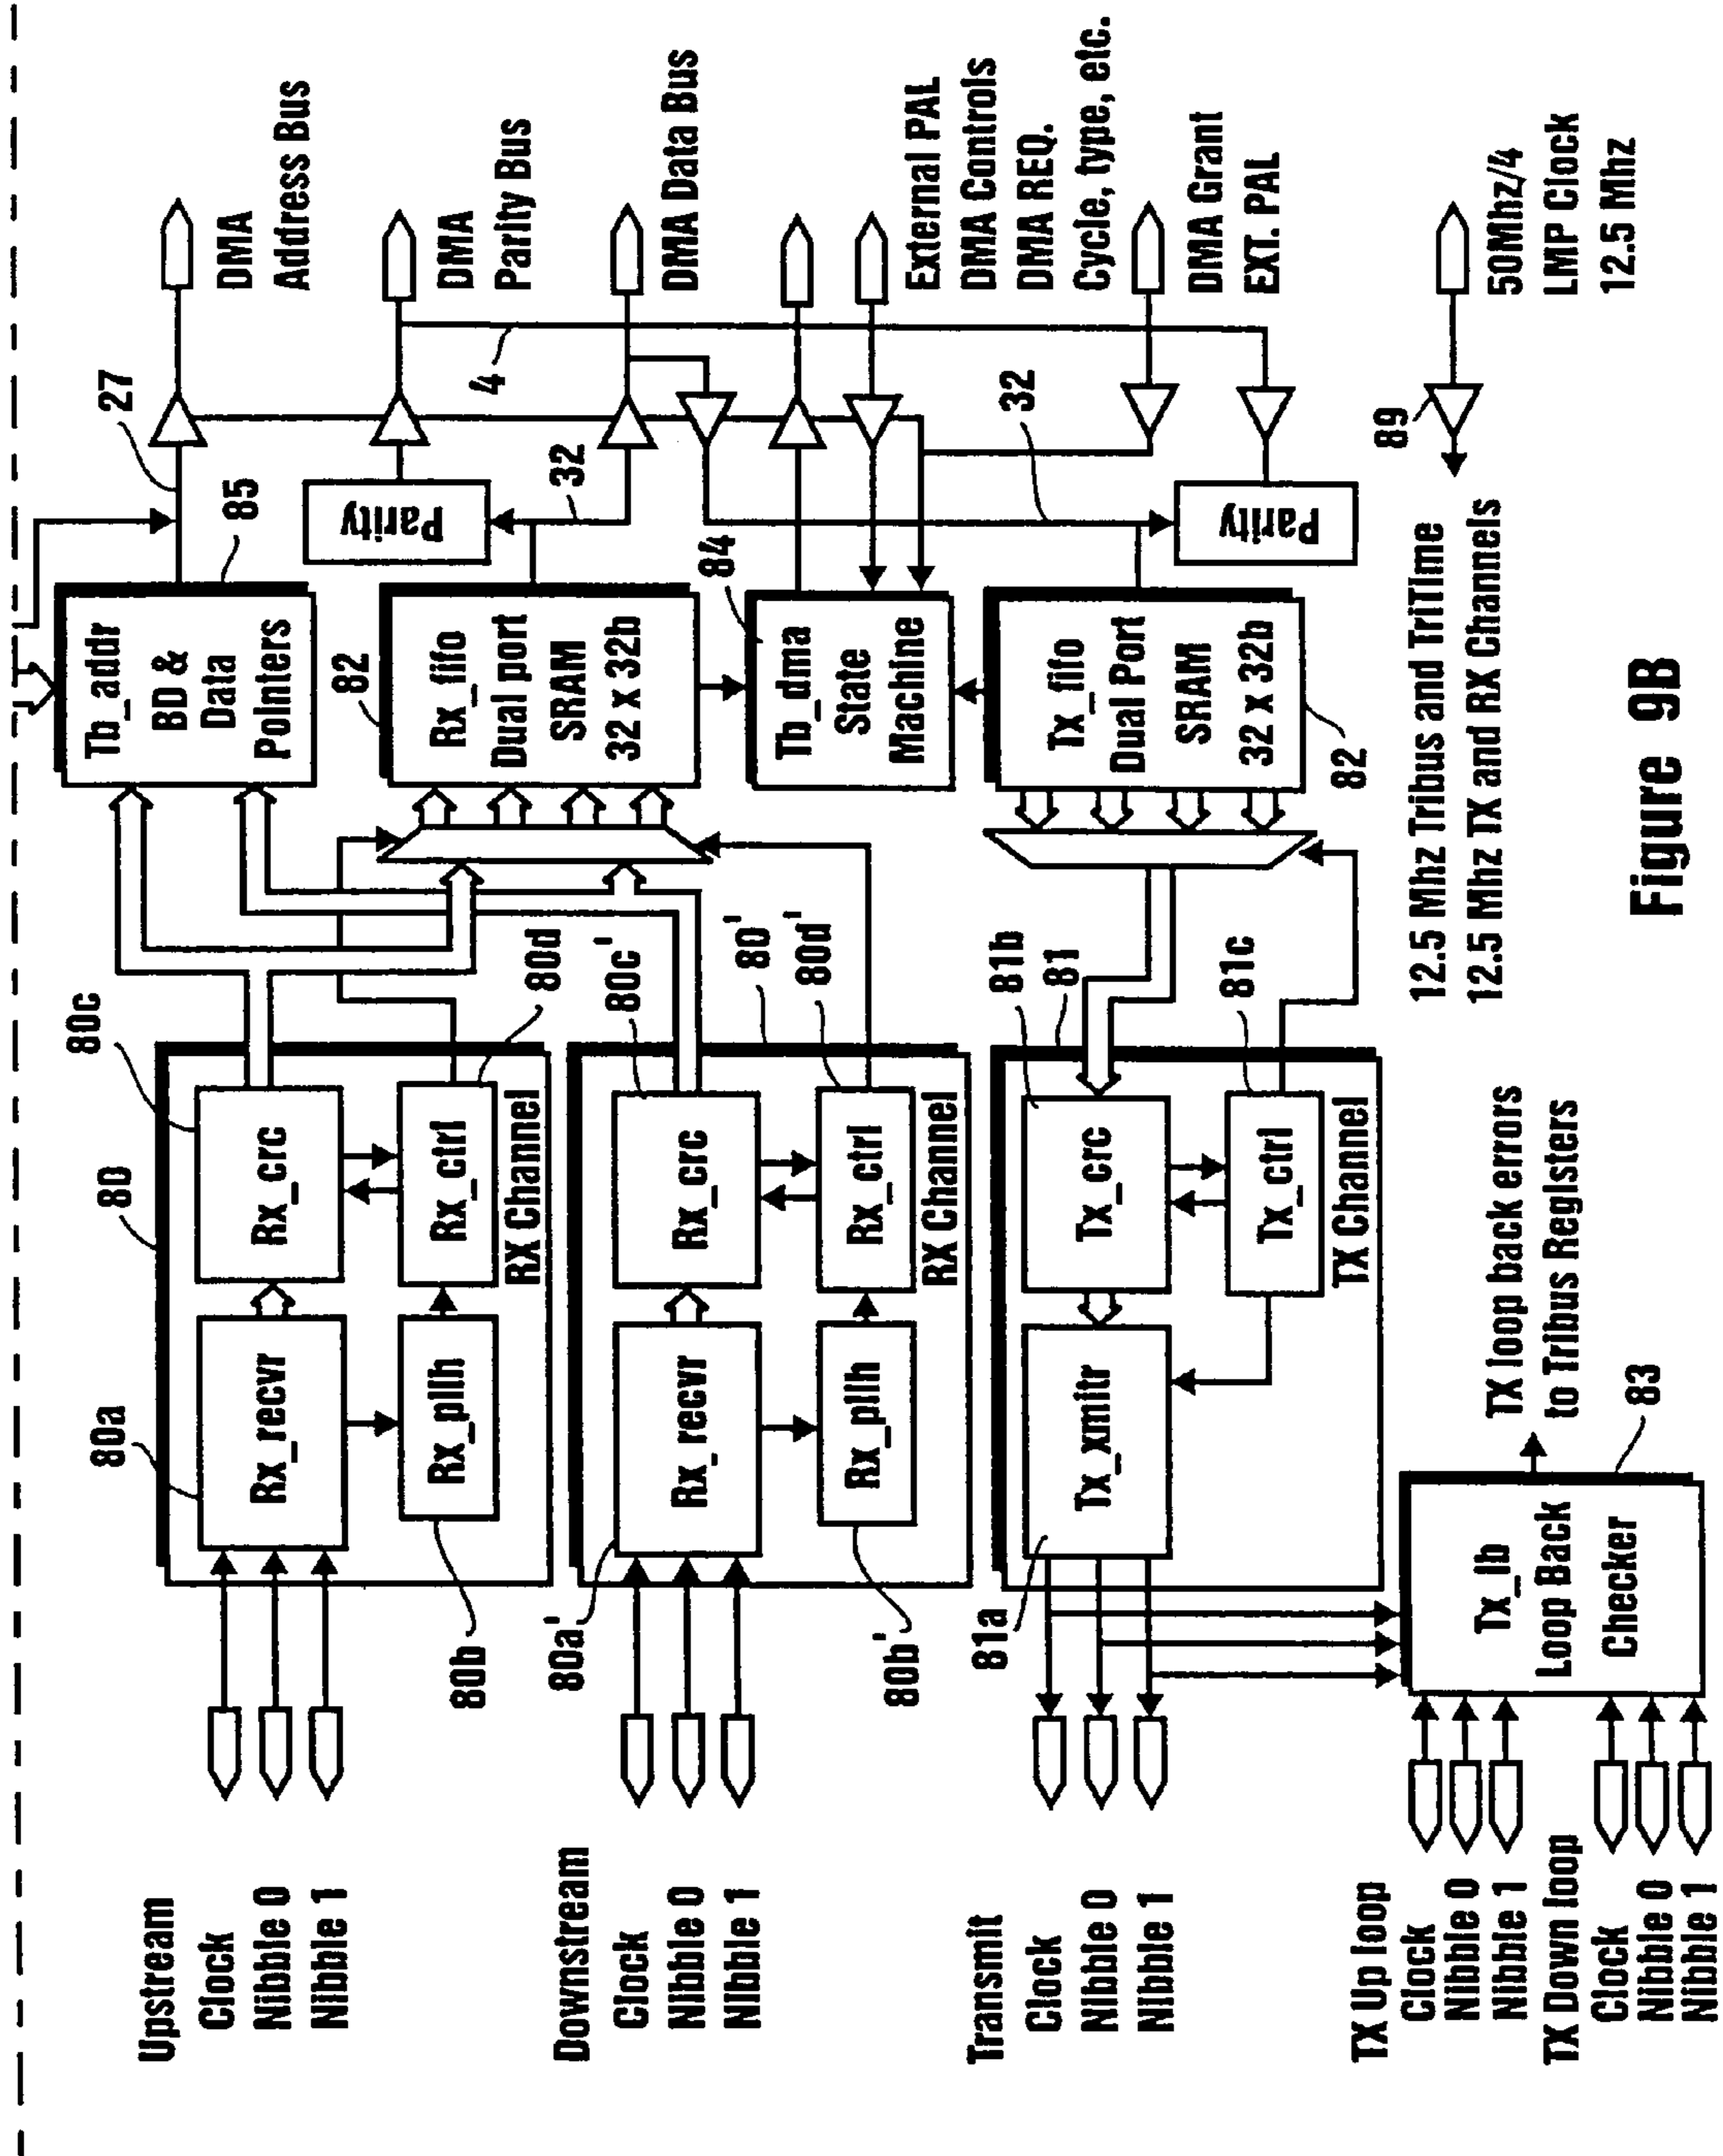 Upstream
Clock
Nibble 0
Nibble 1
80a
80
80c
Rx_recvr
Rx_crc
Rx_pllh
Rx_ctrl
RX Channel
80b
80d
Downstream
Clock
Nibble 0
Nibble 1
80a'
80c'
80'
80d'
Rx_recvr
Rx_crc
Rx_pllh
Rx_ctrl
RX Channel
80b'
Transmit
Clock
Nibble 0
Nibble 1
81a
81b
81
81c
Tx_xmitr
Tx_crc
Tx_ctrl
TX Channel
TX Up loop
Clock
Nibble 0
Nibble 1
TX Down loop
Clock
Nibble 0
Nibble 1
Tx_lb
Loop Back
Checker
83
TX loop back errors
to Tribus Registers
Tb_addr
BD &
Data
Pointers
85
27
82
Rx_fifo
Dual port
SRAM
32 x 32b
Parity
32
4
84
Tb_dma
State
Machine
Tx_fifo
Dual Port
SRAM
32 x 32b
82
Parity
32
DMA
Address Bus
DMA
Parity Bus
DMA Data Bus
External PAL
DMA Controls
DMA REQ.
Cycle, type, etc.
DMA Grant
EXT. PAL
89
50Mhz/4
LMP Clock
12.5 Mhz
12.5 Mhz Tribus and TriTime
12.5 Mhz TX and RX Channels
Figure 9B